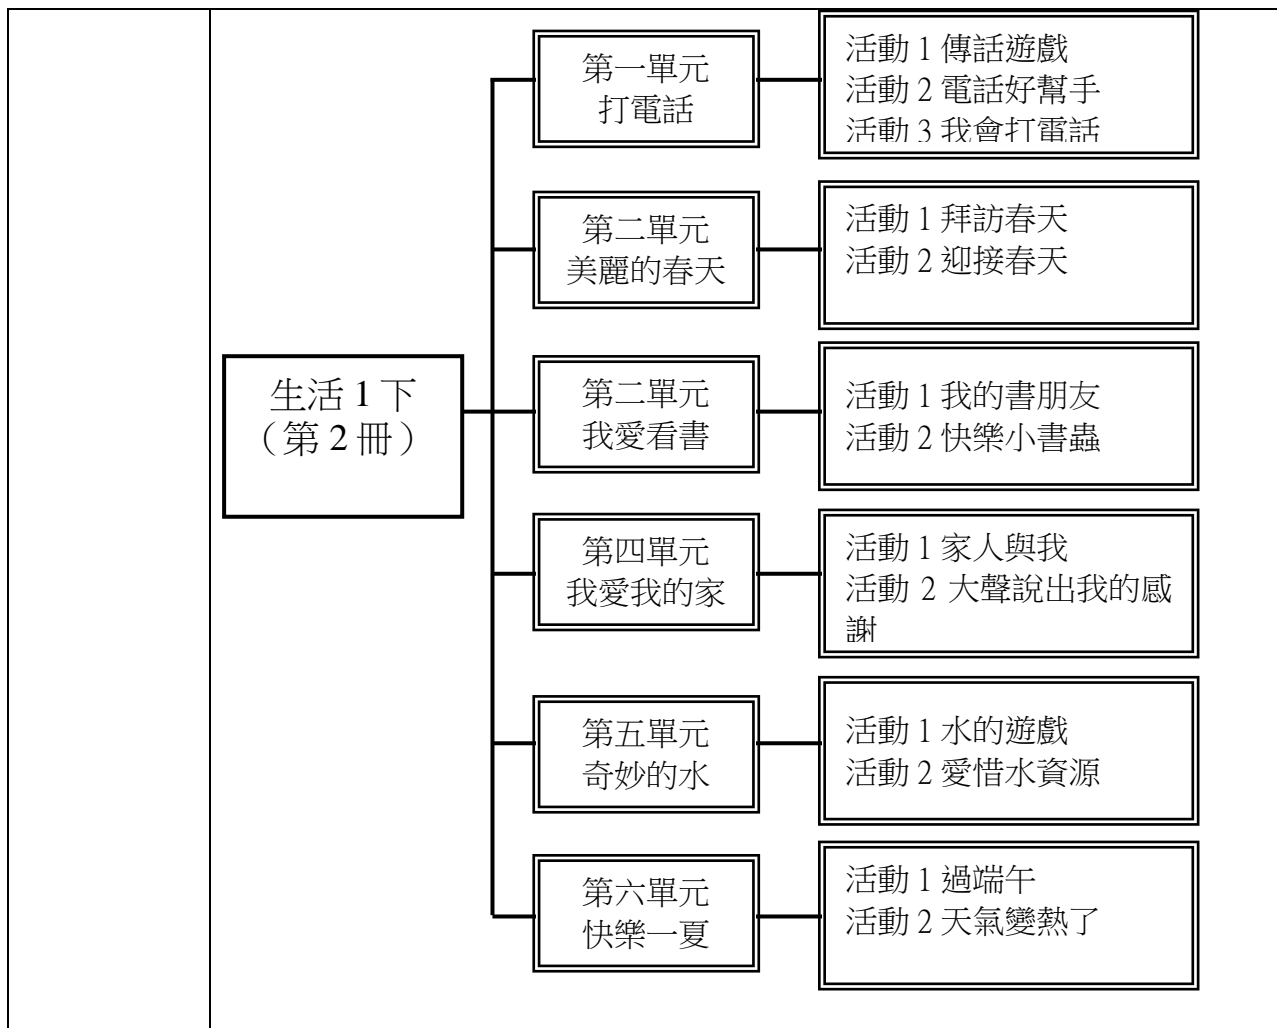 第一單元
打電話
活動 1 傳話遊戲
活動 2 電話好幫手
活動 3 我會打電話
第二單元
美麗的春天
活動 1 拜訪春天
活動 2 迎接春天
生活 1 下
（第 2 冊）
第二單元
我愛看書
活動 1 我的書朋友
活動 2 快樂小書蟲
第四單元
我愛我的家
活動 1 家人與我
活動 2 大聲說出我的感
謝
第五單元
奇妙的水
活動 1 水的遊戲
活動 2 愛惜水資源
第六單元
快樂一夏
活動 1 過端午
活動 2 天氣變熱了